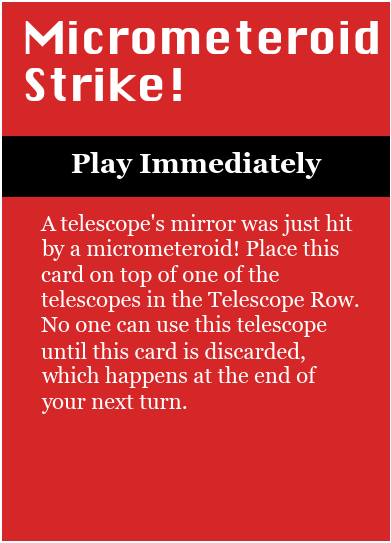 Micrometeroid
Strike!
Play Immediately
A telescope's mirror was just hit
by a micrometeroid! Place this
card on top of one of the
telescopes in the Telescope Row.
No one can use this telescope
until this card is discarded,
which happens at the end of
your next turn.